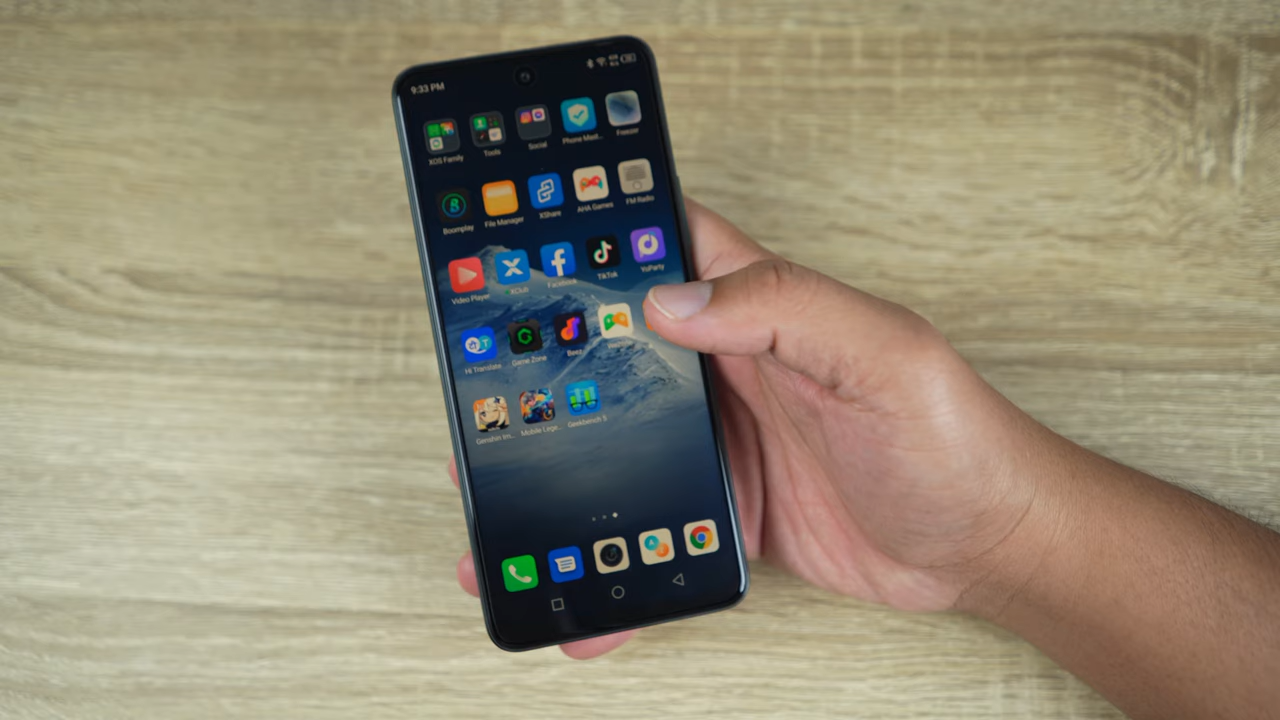 9:33 PM
XOS Family Tools Social Phone Mast... Freezer
Boomplay File Manager XShare AHA Games FM Radio
Video Player XClub Facebook TikTok YoParty
Hi Translate Game Zone Beez
Genshin Im... Mobile Lege... Geekbench 5